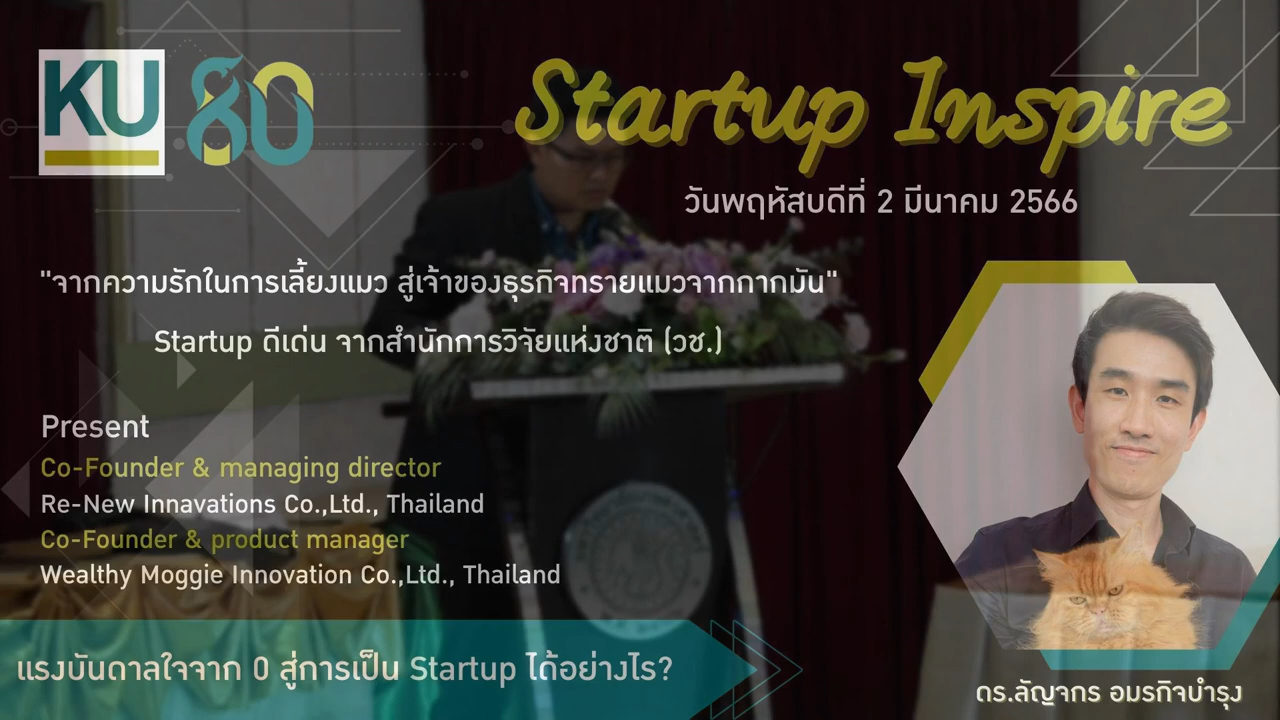 KU 80
Startup Inspire
วันพฤหัสบดีที่ 2 มีนาคม 2566
"จากความรักในการเลี้ยงแมว สู่เจ้าของธุรกิจทรายแมวจากกากมัน"
Startup ดีเด่น จากสำนักการวิจัยแห่งชาติ (วช.)
Present
Co-Founder & managing director
Re-New Innavations Co.,Ltd., Thailand
Co-Founder & product manager
Wealthy Moggie Innovation Co.,Ltd., Thailand
แรงบันดาลใจจาก 0 สู่การเป็น Startup ได้อย่างไร?
ดร.ลัญจกร อมรกิจบำรุง